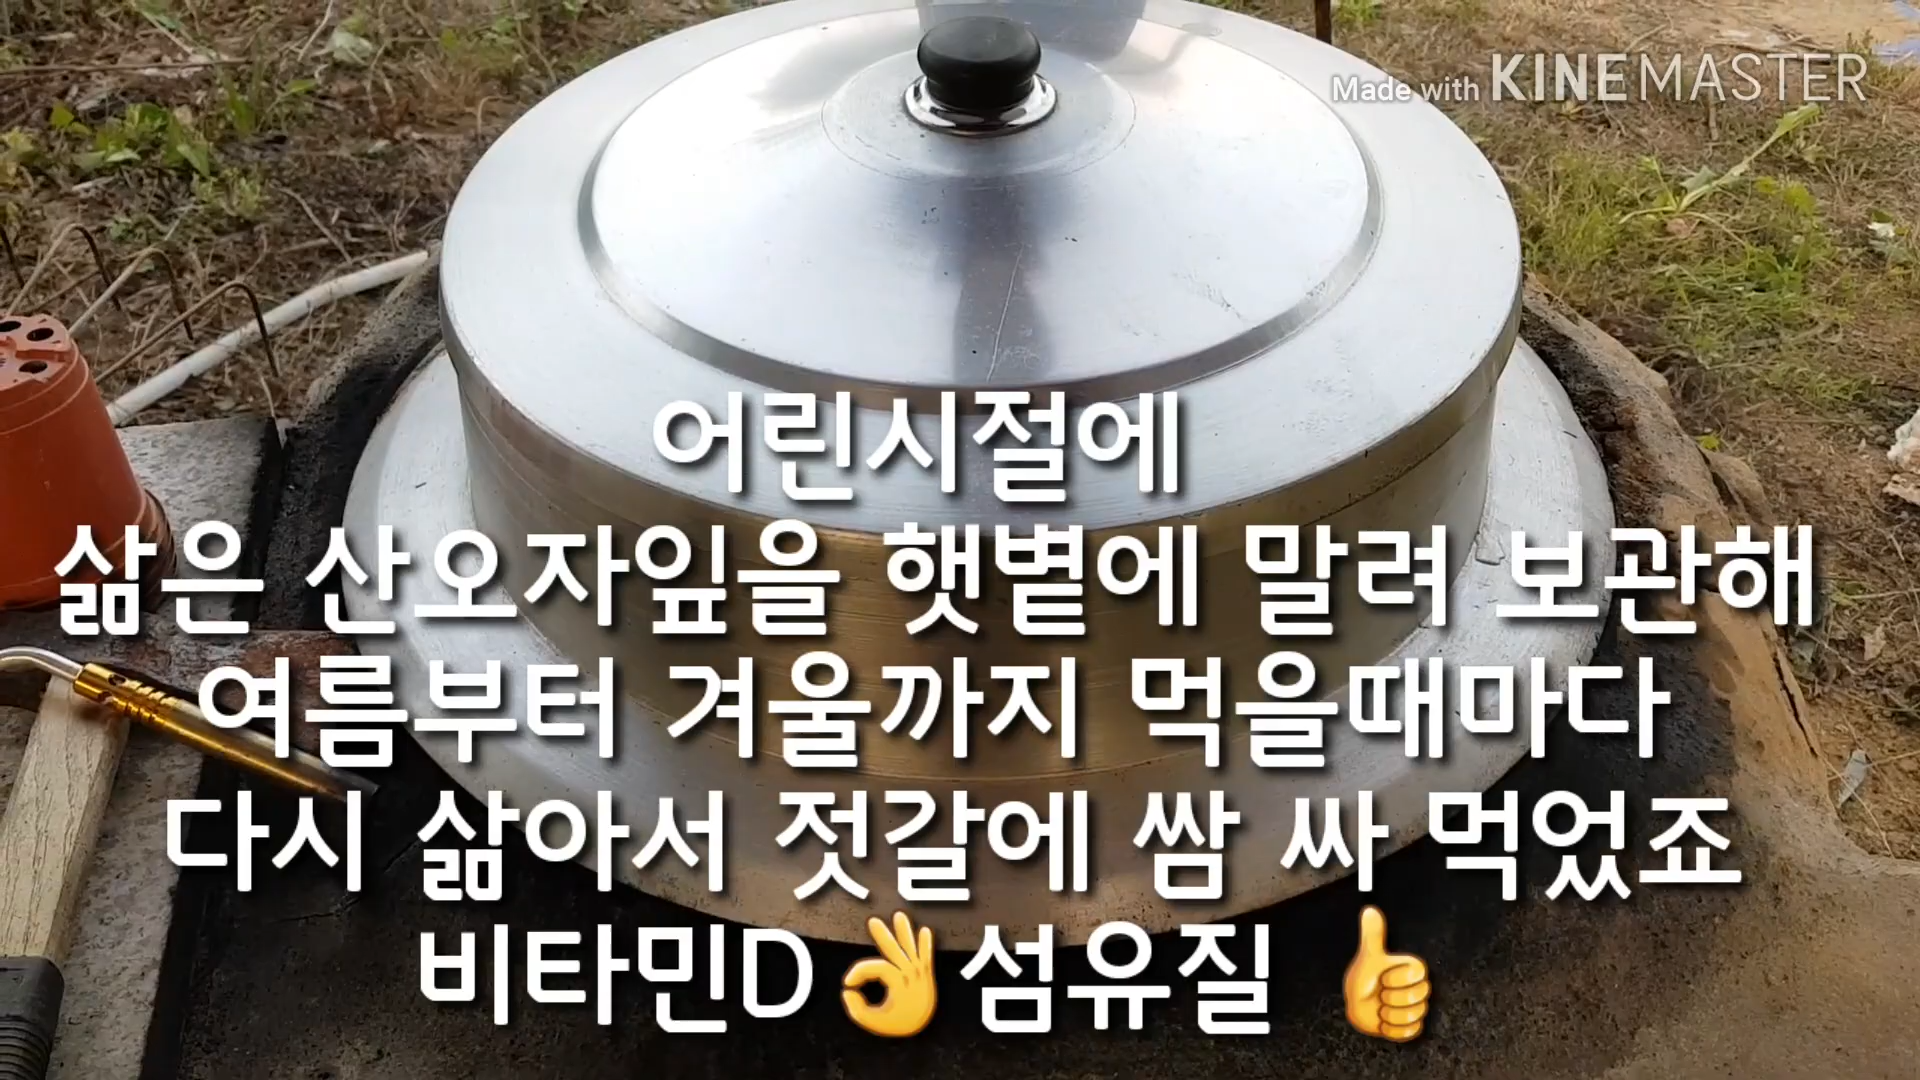 Made with KINEMASTER
어린시절에
삶은 산오자잎을 햇볕에 말려 보관해
여름부터 겨울까지 먹을때마다
다시 삶아서 젓갈에 쌈 싸 먹었죠
비타민D👌섬유질 👍